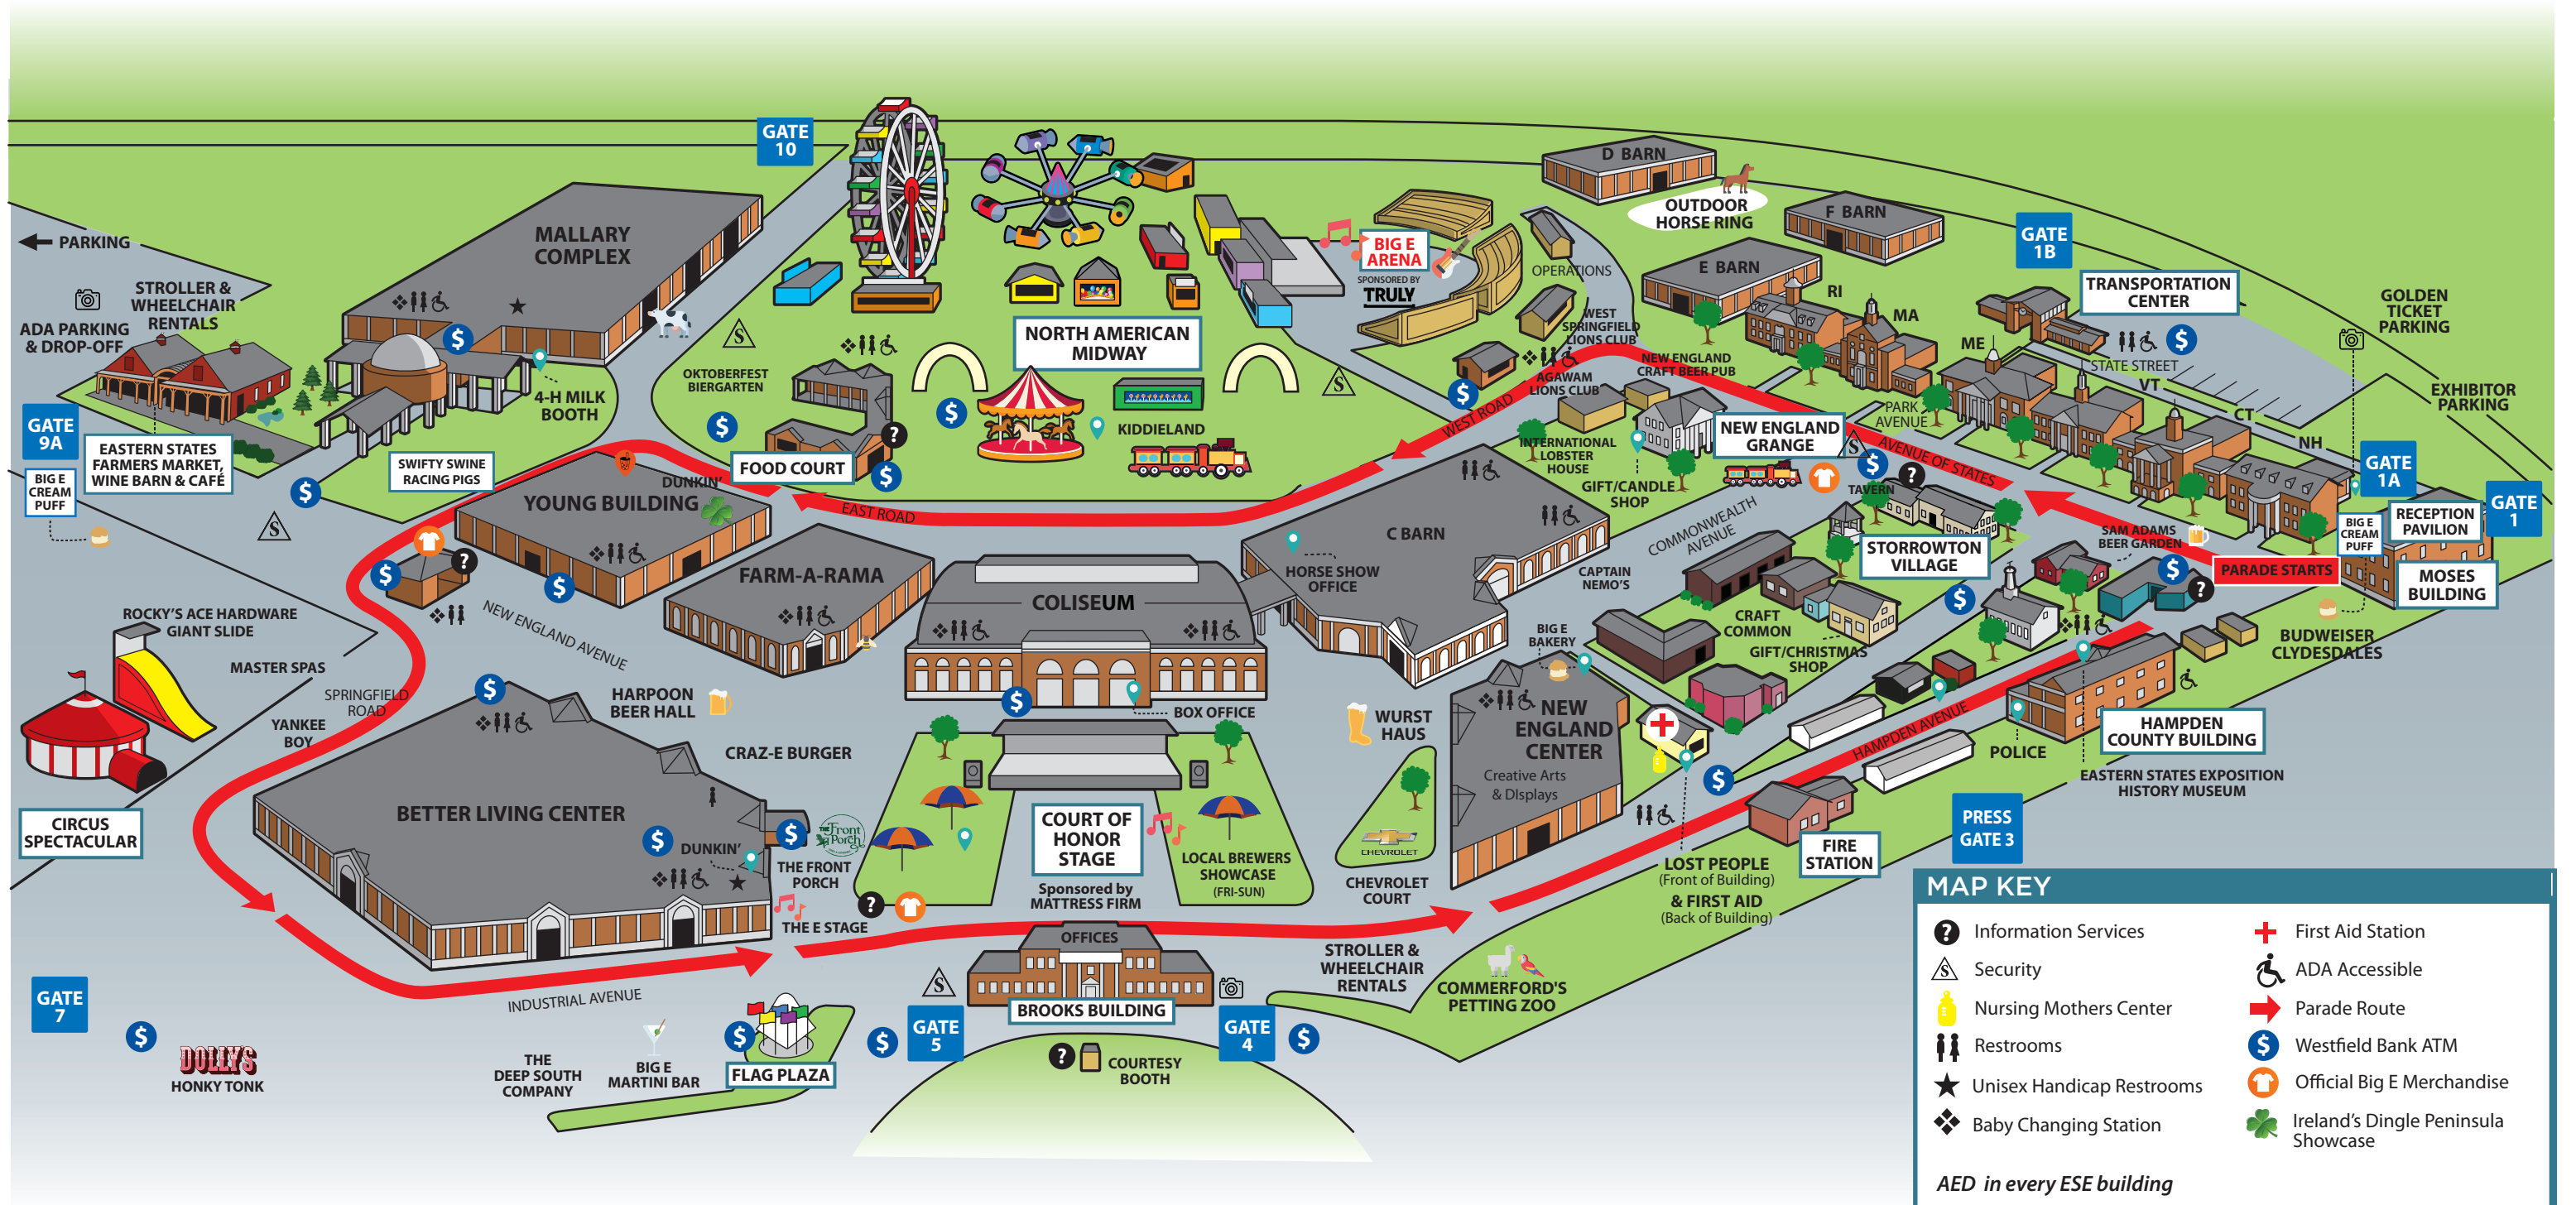 GATE
10
D BARN
OUTDOOR
HORSE RING
F BARN
E BARN
GATE
1B
TRANSPORTATION
CENTER
STATE STREET
GOLDEN
TICKET
PARKING
EXHIBITOR
PARKING
PARKING
MALLARY
COMPLEX
STROLLER &
WHEELCHAIR
RENTALS
ADA PARKING
& DROP-OFF
BIG E
ARENA
SPONSORED BY
TRULY
OPERATIONS
WEST
SPRINGFIELD
LIONS CLUB
RI
MA
ME
VT
CT
NH
NORTH AMERICAN
MIDWAY
OKTOBERFEST
BIERGARTEN
4-H MILK
BOOTH
KIDDIELAND
AGAWAM
LIONS CLUB
NEW ENGLAND
CRAFT BEER PUB
PARK
AVENUE
WEST ROAD
GATE
9A
EASTERN STATES
FARMERS MARKET,
WINE BARN & CAFÉ
BIG E
CREAM
PUFF
SWIFTY SWINE
RACING PIGS
FOOD COURT
DUNKIN'
YOUNG BUILDING
EAST ROAD
INTERNATIONAL
LOBSTER
HOUSE
GIFT/CANDLE
SHOP
NEW ENGLAND
GRANGE
AVENUE OF STATES
TAVERN
GATE
1A
GATE
1
RECEPTION
PAVILION
BIG E
CREAM
PUFF
SAM ADAMS
BEER GARDEN
PARADE STARTS
MOSES
BUILDING
C BARN
COMMONWEALTH
AVENUE
STORROWTON
VILLAGE
HORSE SHOW
OFFICE
CAPTAIN
NEMO'S
FARM-A-RAMA
COLISEUM
NEW ENGLAND AVENUE
ROCKY'S ACE HARDWARE
GIANT SLIDE
MASTER SPAS
SPRINGFIELD
ROAD
YANKEE
BOY
HARPOON
BEER HALL
CRAZ-E BURGER
BOX OFFICE
WURST
HAUS
BIG E
BAKERY
CRAFT
COMMON
GIFT/CHRISTMAS
SHOP
BUDWEISER
CLYDESDALES
NEW
ENGLAND
CENTER
Creative Arts
& DIsplays
HAMPDEN AVENUE
POLICE
HAMPDEN
COUNTY BUILDING
EASTERN STATES EXPOSITION
HISTORY MUSEUM
CIRCUS
SPECTACULAR
BETTER LIVING CENTER
DUNKIN'
The
Front
Porch
THE FRONT
PORCH
THE E STAGE
COURT OF
HONOR
STAGE
Sponsored by
MATTRESS FIRM
LOCAL BREWERS
SHOWCASE
(FRI-SUN)
CHEVROLET
CHEVROLET
COURT
LOST PEOPLE
(Front of Building)
& FIRST AID
(Back of Building)
FIRE
STATION
PRESS
GATE 3
OFFICES
BROOKS BUILDING
STROLLER &
WHEELCHAIR
RENTALS
COMMERFORD'S
PETTING ZOO
INDUSTRIAL AVENUE
GATE
7
DOLLY'S
HONKY TONK
THE
DEEP SOUTH
COMPANY
BIG E
MARTINI BAR
FLAG PLAZA
GATE
5
GATE
4
COURTESY
BOOTH
MAP KEY
? Information Services
S Security
Nursing Mothers Center
Restrooms
Unisex Handicap Restrooms
Baby Changing Station
First Aid Station
ADA Accessible
Parade Route
$ Westfield Bank ATM
Official Big E Merchandise
Ireland's Dingle Peninsula
Showcase
AED in every ESE building